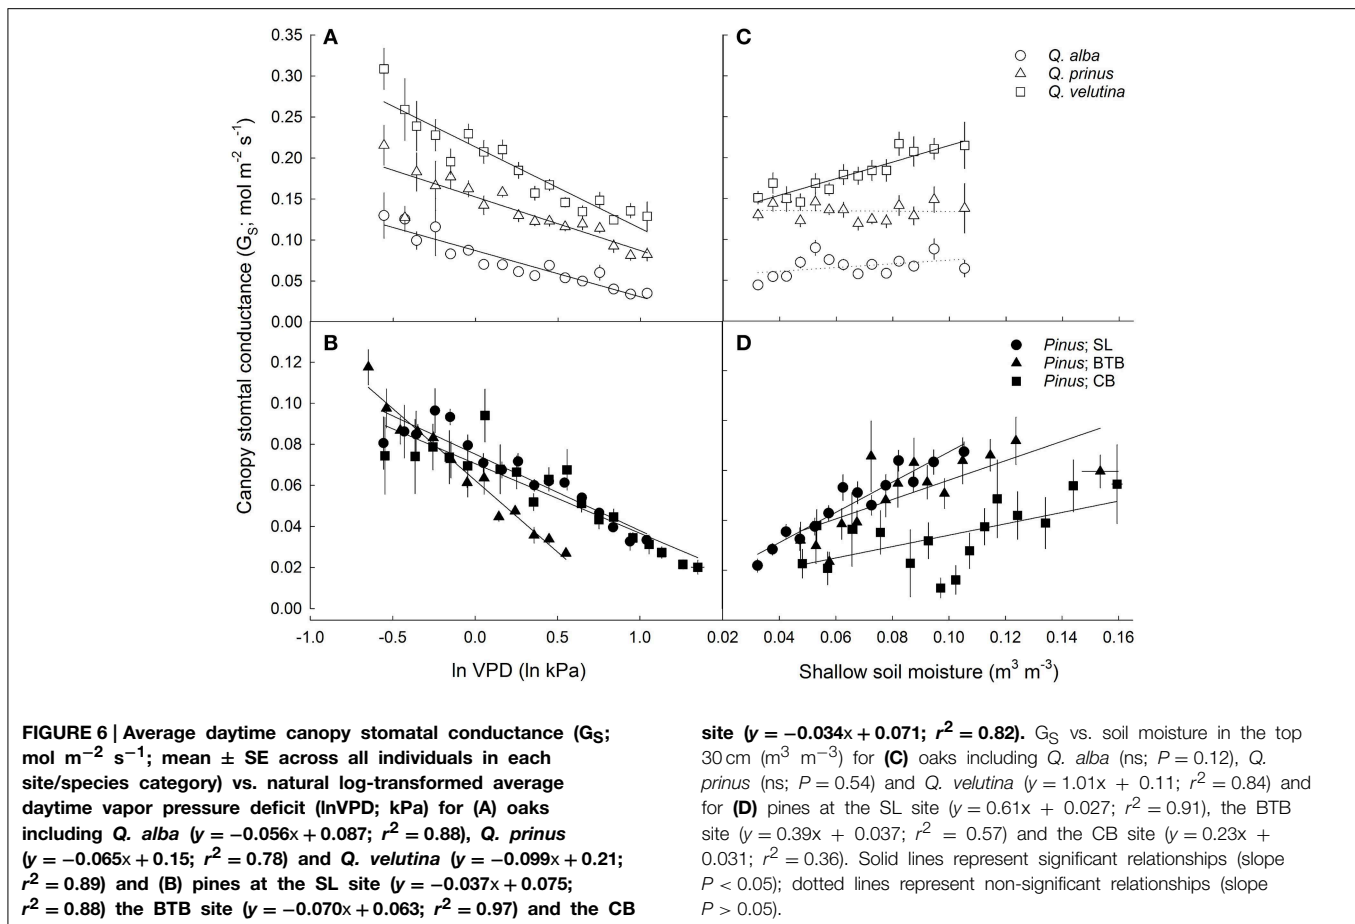 A
C
0.35
0.30
0.25
0.20
0.15
0.10
0.05
0.00
Q. alba
Q. prinus
Q. velutina
Canopy stomtal conductance (GS; mol m−2 s−1)
B
D
0.12
0.10
0.08
0.06
0.04
0.02
0.00
Pinus; SL
Pinus; BTB
Pinus; CB
-1.0 -0.5 0.0 0.5 1.0 0.02 0.04 0.06 0.08 0.10 0.12 0.14 0.16
ln VPD (ln kPa)
Shallow soil moisture (m3 m-3)
FIGURE 6 | Average daytime canopy stomatal conductance (GS;
mol m−2 s−1; mean ± SE across all individuals in each
site/species category) vs. natural log-transformed average
daytime vapor pressure deficit (lnVPD; kPa) for (A) oaks
including Q. alba (y = −0.056x + 0.087; r2 = 0.88), Q. prinus
(y = −0.065x + 0.15; r2 = 0.78) and Q. velutina (y = −0.099x + 0.21;
r2 = 0.89) and (B) pines at the SL site (y = −0.037x + 0.075;
r2 = 0.88) the BTB site (y = −0.070x + 0.063; r2 = 0.97) and the CB
site (y = −0.034x + 0.071; r2 = 0.82). GS vs. soil moisture in the top
30 cm (m3 m−3) for (C) oaks including Q. alba (ns; P = 0.12), Q.
prinus (ns; P = 0.54) and Q. velutina (y = 1.01x + 0.11; r2 = 0.84) and
for (D) pines at the SL site (y = 0.61x + 0.027; r2 = 0.91), the BTB
site (y = 0.39x + 0.037; r2 = 0.57) and the CB site (y = 0.23x +
0.031; r2 = 0.36). Solid lines represent significant relationships (slope
P < 0.05); dotted lines represent non-significant relationships (slope
P > 0.05).